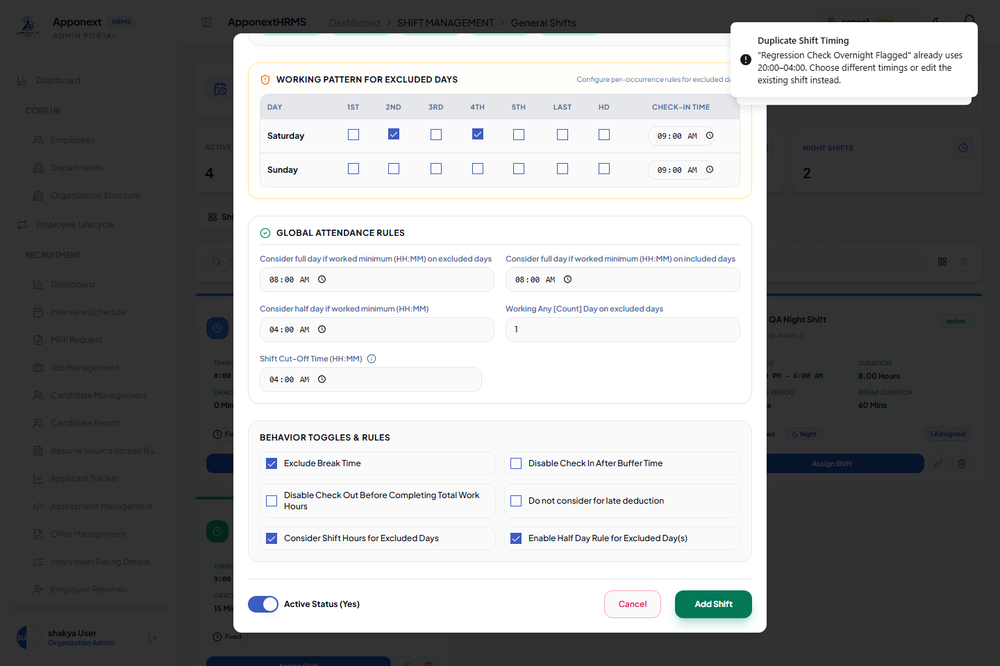 Apponext HRMS
ADMIN PORTAL
Dashboard
CORE HR
Employees
Departments
Organization Structure
Employee Lifecycle
RECRUITMENT
Dashboard
Interview Schedule
MRF Request
Job Management
Candidate Management
Candidate Report
Resume Source Screen Ba...
Applicant Tracker
Assessment Management
Offer Management
Interviewer Rating Details
Employee Referrals
SU
shakya User
Organization Admin
ApponextHRMS
Dashboard > SHIFT MANAGEMENT > General Shifts
Duplicate Shift Timing
"Regression Check Overnight Flagged" already uses
20:00–04:00. Choose different timings or edit the
existing shift instead.
ACTIVE
4
NIGHT SHIFTS
2
WORKING PATTERN FOR EXCLUDED DAYS
Configure per-occurrence rules for excluded
DAY 1ST 2ND 3RD 4TH 5TH LAST HD CHECK-IN TIME
Saturday 09:00 AM
Sunday 09:00 AM
GLOBAL ATTENDANCE RULES
Consider full day if worked minimum (HH:MM) on excluded days
08:00 AM
Consider full day if worked minimum (HH:MM) on included days
08:00 AM
Consider half day if worked minimum (HH:MM)
04:00 AM
Working Any [Count] Day on excluded days
1
Shift Cut-Off Time (HH:MM)
04:00 AM
BEHAVIOR TOGGLES & RULES
Exclude Break Time
Disable Check In After Buffer Time
Disable Check Out Before Completing Total Work
Hours
Do not consider for late deduction
Consider Shift Hours for Excluded Days
Enable Half Day Rule for Excluded Day(s)
Active Status (Yes)
Cancel
Add Shift
QA Night Shift
active
QA-NIGHT-1
DURATION
PM - 6:00 AM
8.00 Hours
PERIOD
BREAK DURATION
60 Mins
Night
1 Assigned
Assign Shift
8:00
0 Min
9:00
15 Mi
Fixed
Assign Shift